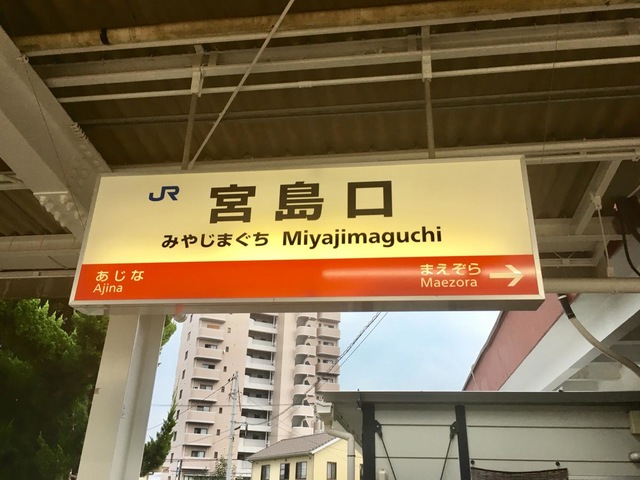 JR 宮島口
みやじまぐち Miyajimaguchi
あじな
Ajina
まえぞら
Maezora